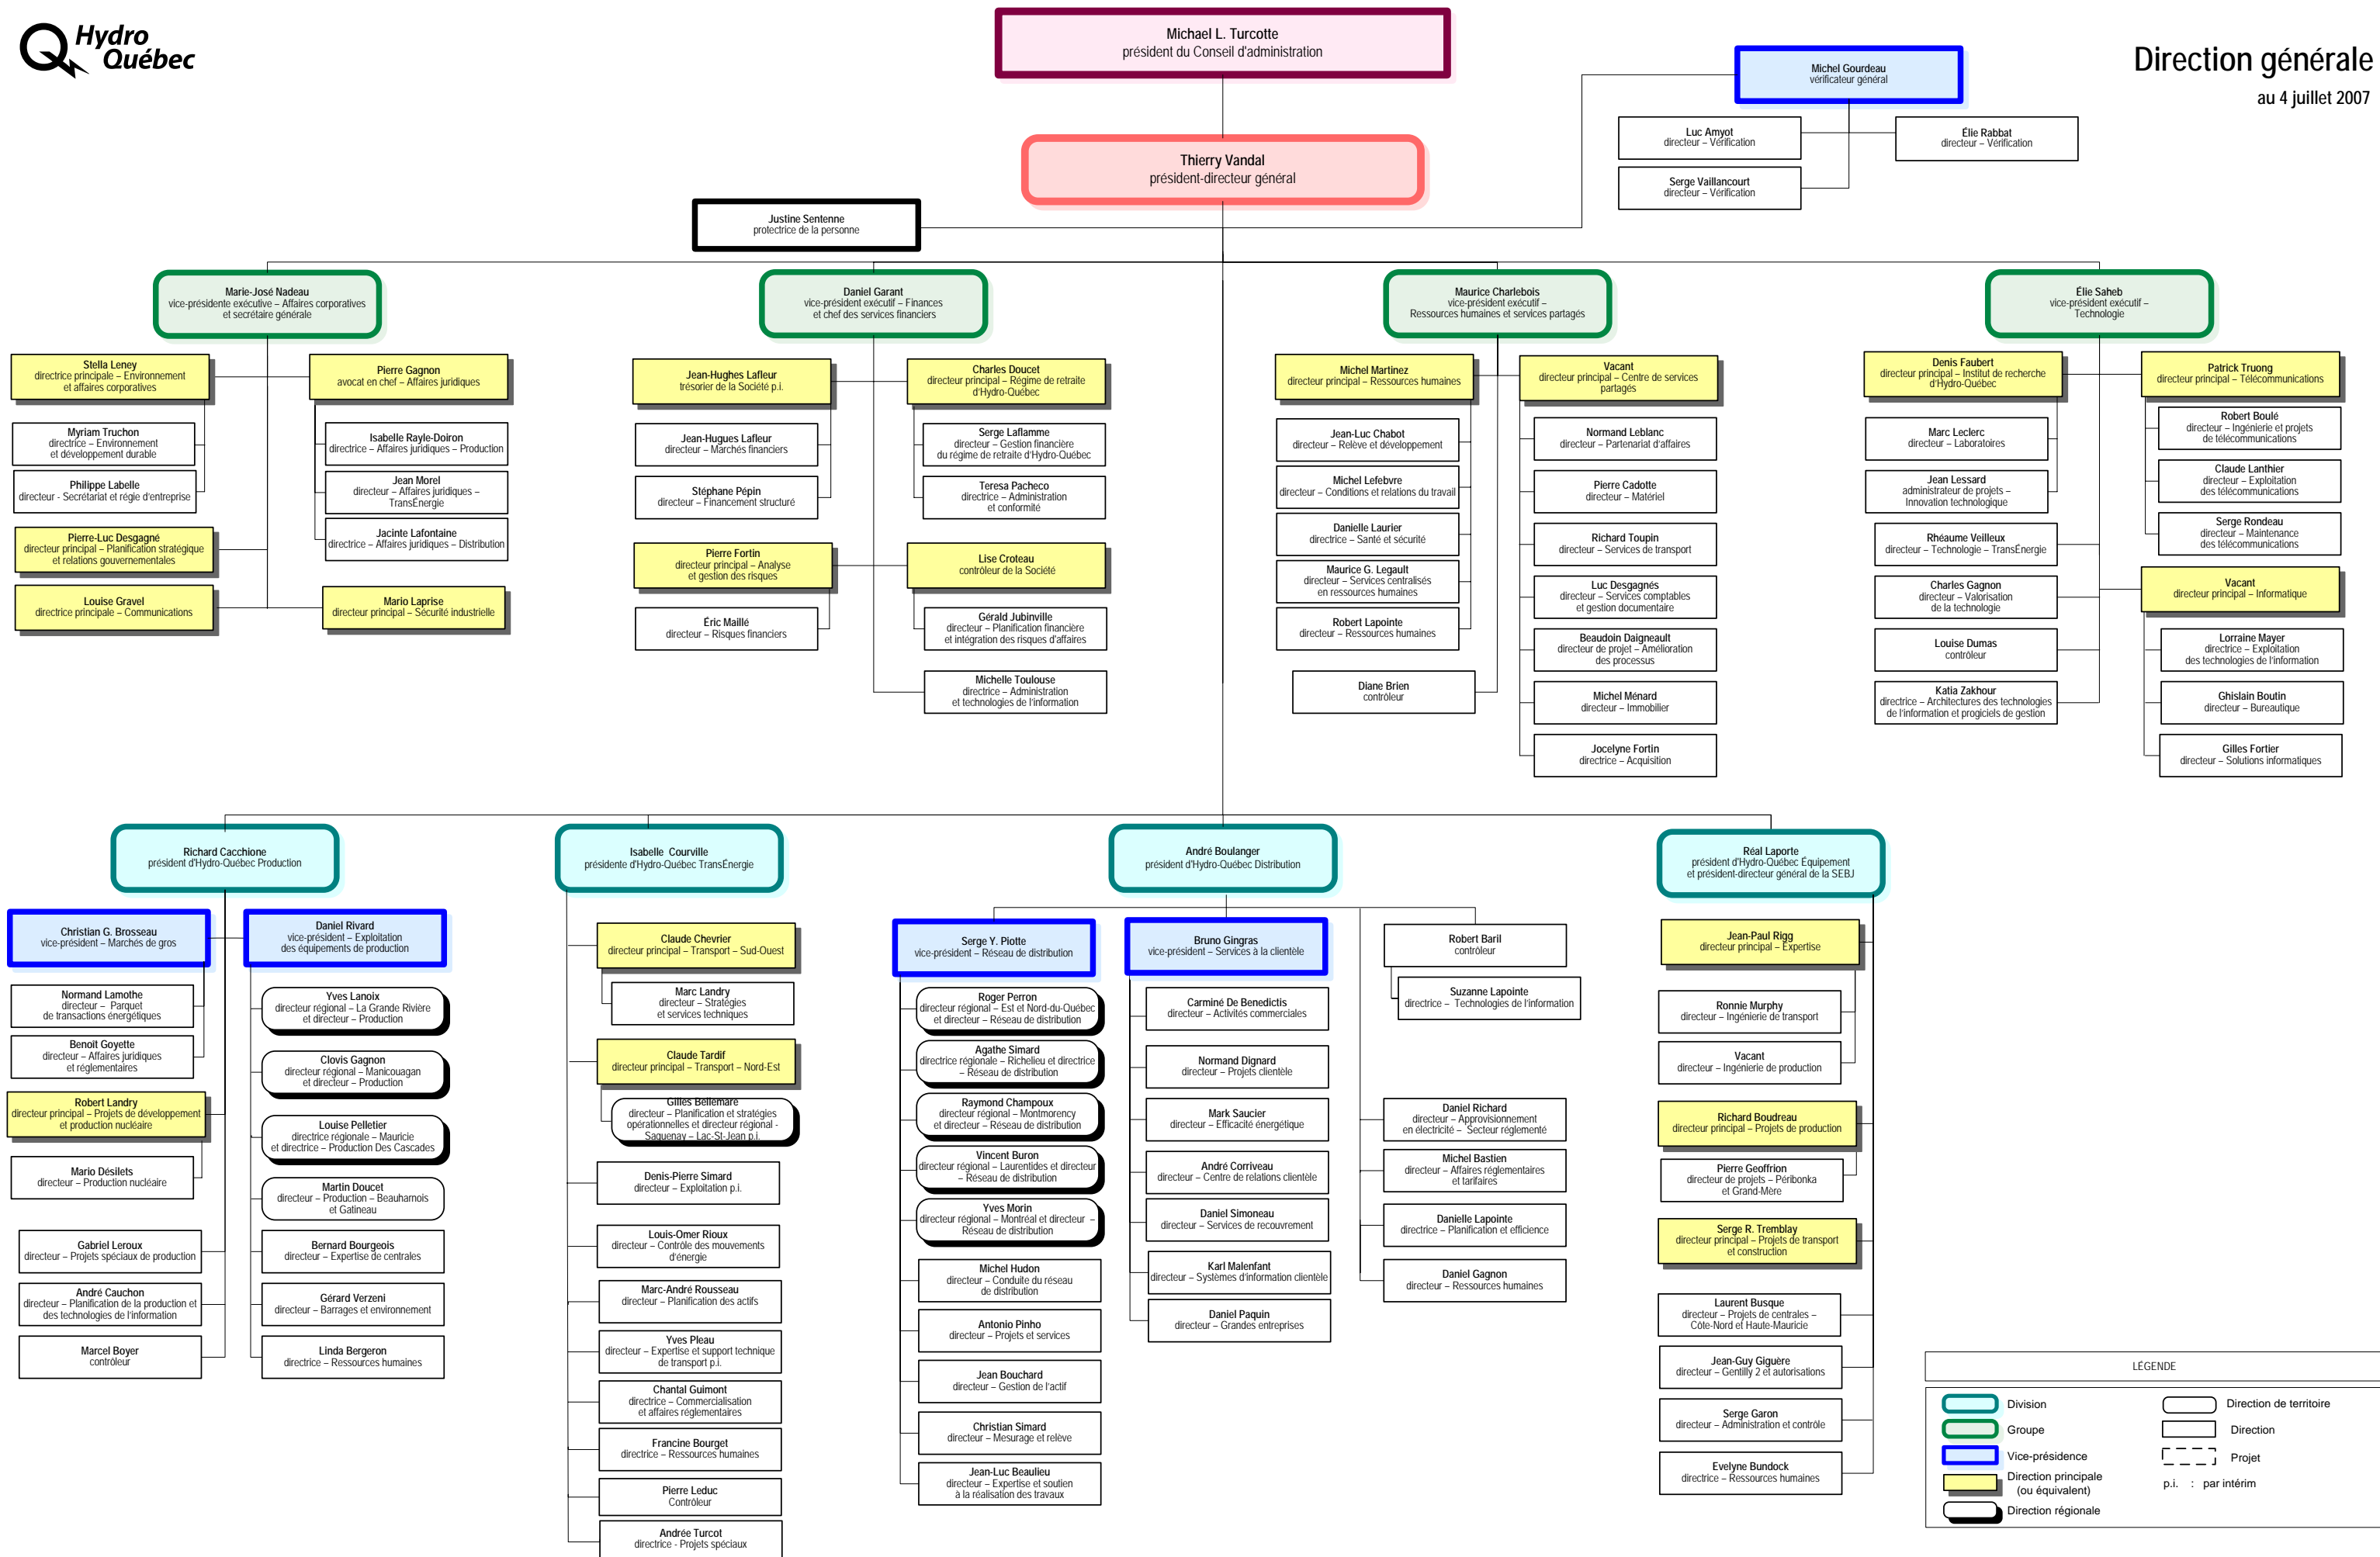 Hydro
Québec
Direction générale
au 4 juillet 2007
Michael L. Turcotte
président du Conseil d'administration
Michel Gourdeau
vérificateur général
Luc Amyot
directeur – Vérification
Élie Rabbat
directeur – Vérification
Serge Vaillancourt
directeur – Vérification
Thierry Vandal
président-directeur général
Justine Sentenne
protectrice de la personne
Marie-José Nadeau
vice-présidente exécutive – Affaires corporatives
et secrétaire générale
Stella Leney
directrice principale – Environnement
et affaires corporatives
Pierre Gagnon
avocat en chef – Affaires juridiques
Myriam Truchon
directrice – Environnement
et développement durable
Philippe Labelle
directeur - Secrétariat et régie d'entreprise
Isabelle Rayle-Doiron
directrice – Affaires juridiques – Production
Jean Morel
directeur – Affaires juridiques –
TransÉnergie
Jacinte Lafontaine
directrice – Affaires juridiques – Distribution
Pierre-Luc Desgagné
directeur principal – Planification stratégique
et relations gouvernementales
Louise Gravel
directrice principale – Communications
Mario Laprise
directeur principal – Sécurité industrielle
Daniel Garant
vice-président exécutif – Finances
et chef des services financiers
Jean-Hughes Lafleur
trésorier de la Société p.i.
Charles Doucet
directeur principal – Régime de retraite
d'Hydro-Québec
Jean-Hugues Lafleur
directeur – Marchés financiers
Stéphane Pépin
directeur – Financement structuré
Serge Laflamme
directeur – Gestion financière
du régime de retraite d'Hydro-Québec
Teresa Pacheco
directrice – Administration
et conformité
Pierre Fortin
directeur principal – Analyse
et gestion des risques
Lise Croteau
contrôleur de la Société
Éric Maillé
directeur – Risques financiers
Gérald Jubinville
directeur – Planification financière
et intégration des risques d'affaires
Michelle Toulouse
directrice – Administration
et technologies de l'information
Maurice Charlebois
vice-président exécutif –
Ressources humaines et services partagés
Michel Martinez
directeur principal – Ressources humaines
Vacant
directeur principal – Centre de services
partagés
Jean-Luc Chabot
directeur – Relève et développement
Michel Lefebvre
directeur – Conditions et relations du travail
Danielle Laurier
directrice – Santé et sécurité
Maurice G. Legault
directeur – Services centralisés
en ressources humaines
Robert Lapointe
directeur – Ressources humaines
Diane Brien
contrôleur
Normand Leblanc
directeur – Partenariat d'affaires
Pierre Cadotte
directeur – Matériel
Richard Toupin
directeur – Services de transport
Luc Desgagnés
directeur – Services comptables
et gestion documentaire
Beaudoin Daigneault
directeur de projet – Amélioration
des processus
Michel Ménard
directeur – Immobilier
Jocelyne Fortin
directrice – Acquisition
Élie Saheb
vice-président exécutif –
Technologie
Denis Faubert
directeur principal – Institut de recherche
d'Hydro-Québec
Patrick Truong
directeur principal – Télécommunications
Marc Leclerc
directeur – Laboratoires
Jean Lessard
administrateur de projets –
Innovation technologique
Rhéaume Veilleux
directeur – Technologie – TransÉnergie
Charles Gagnon
directeur – Valorisation
de la technologie
Louise Dumas
contrôleur
Katia Zakhour
directrice – Architectures des technologies
de l'information et progiciels de gestion
Robert Boulé
directeur – Ingénierie et projets
de télécommunications
Claude Lanthier
directeur – Exploitation
des télécommunications
Serge Rondeau
directeur – Maintenance
des télécommunications
Vacant
directeur principal – Informatique
Lorraine Mayer
directrice – Exploitation
des technologies de l'information
Ghislain Boutin
directeur – Bureautique
Gilles Fortier
directeur – Solutions informatiques
Richard Cacchione
président d'Hydro-Québec Production
Christian G. Brosseau
vice-président – Marchés de gros
Daniel Rivard
vice-président – Exploitation
des équipements de production
Normand Lamothe
directeur – Parquet
de transactions énergétiques
Benoît Goyette
directeur – Affaires juridiques
et réglementaires
Robert Landry
directeur principal – Projets de développement
et production nucléaire
Mario Désilets
directeur – Production nucléaire
Gabriel Leroux
directeur – Projets spéciaux de production
André Cauchon
directeur – Planification de la production et
des technologies de l'information
Marcel Boyer
contrôleur
Yves Lanoix
directeur régional – La Grande Rivière
et directeur – Production
Clovis Gagnon
directeur régional – Manicouagan
et directeur – Production
Louise Pelletier
directrice régionale – Mauricie
et directrice – Production Des Cascades
Martin Doucet
directeur – Production – Beauharnois
et Gatineau
Bernard Bourgeois
directeur – Expertise de centrales
Gérard Verzeni
directeur – Barrages et environnement
Linda Bergeron
directrice – Ressources humaines
Isabelle Courville
présidente d'Hydro-Québec TransÉnergie
Claude Chevrier
directeur principal – Transport – Sud-Ouest
Marc Landry
directeur – Stratégies
et services techniques
Claude Tardif
directeur principal – Transport – Nord-Est
Gilles Bellemare
directeur – Planification et stratégies
opérationnelles et directeur régional -
Saguenay – Lac-St-Jean p.i.
Denis-Pierre Simard
directeur – Exploitation p.i.
Louis-Omer Rioux
directeur – Contrôle des mouvements
d'énergie
Marc-André Rousseau
directeur – Planification des actifs
Yves Pleau
directeur – Expertise et support technique
de transport p.i.
Chantal Guimont
directrice – Commercialisation
et affaires réglementaires
Francine Bourget
directrice – Ressources humaines
Pierre Leduc
Contrôleur
Andrée Turcot
directrice - Projets spéciaux
André Boulanger
président d'Hydro-Québec Distribution
Serge Y. Piotte
vice-président – Réseau de distribution
Roger Perron
directeur régional – Est et Nord-du-Québec
et directeur – Réseau de distribution
Agathe Simard
directrice régionale – Richelieu et directrice
– Réseau de distribution
Raymond Champoux
directeur régional – Montmorency
et directeur – Réseau de distribution
Vincent Buron
directeur régional – Laurentides et directeur
– Réseau de distribution
Yves Morin
directeur régional – Montréal et directeur –
Réseau de distribution
Michel Hudon
directeur – Conduite du réseau
de distribution
Antonio Pinho
directeur – Projets et services
Jean Bouchard
directeur – Gestion de l'actif
Christian Simard
directeur – Mesurage et relève
Jean-Luc Beaulieu
directeur – Expertise et soutien
à la réalisation des travaux
Bruno Gingras
vice-président – Services à la clientèle
Carminé De Benedictis
directeur – Activités commerciales
Normand Dignard
directeur – Projets clientèle
Mark Saucier
directeur – Efficacité énergétique
André Corriveau
directeur – Centre de relations clientèle
Daniel Simoneau
directeur – Services de recouvrement
Karl Malenfant
directeur – Systèmes d'information clientèle
Daniel Paquin
directeur – Grandes entreprises
Robert Baril
contrôleur
Suzanne Lapointe
directrice – Technologies de l'information
Daniel Richard
directeur – Approvisionnement
en électricité – Secteur réglementé
Michel Bastien
directeur – Affaires réglementaires
et tarifaires
Danielle Lapointe
directrice – Planification et efficience
Daniel Gagnon
directeur – Ressources humaines
Réal Laporte
président d'Hydro-Québec Équipement
et président-directeur général de la SEBJ
Jean-Paul Rigg
directeur principal – Expertise
Ronnie Murphy
directeur – Ingénierie de transport
Vacant
directeur – Ingénierie de production
Richard Boudreau
directeur principal – Projets de production
Pierre Geoffrion
directeur de projets – Péribonka
et Grand-Mère
Serge R. Tremblay
directeur principal – Projets de transport
et construction
Laurent Busque
directeur – Projets de centrales –
Côte-Nord et Haute-Mauricie
Jean-Guy Giguère
directeur – Gentilly 2 et autorisations
Serge Garon
directeur – Administration et contrôle
Evelyne Bundock
directrice – Ressources humaines
LÉGENDE
Division
Groupe
Vice-présidence
Direction principale
(ou équivalent)
Direction régionale
Direction de territoire
Direction
Projet
p.i. : par intérim